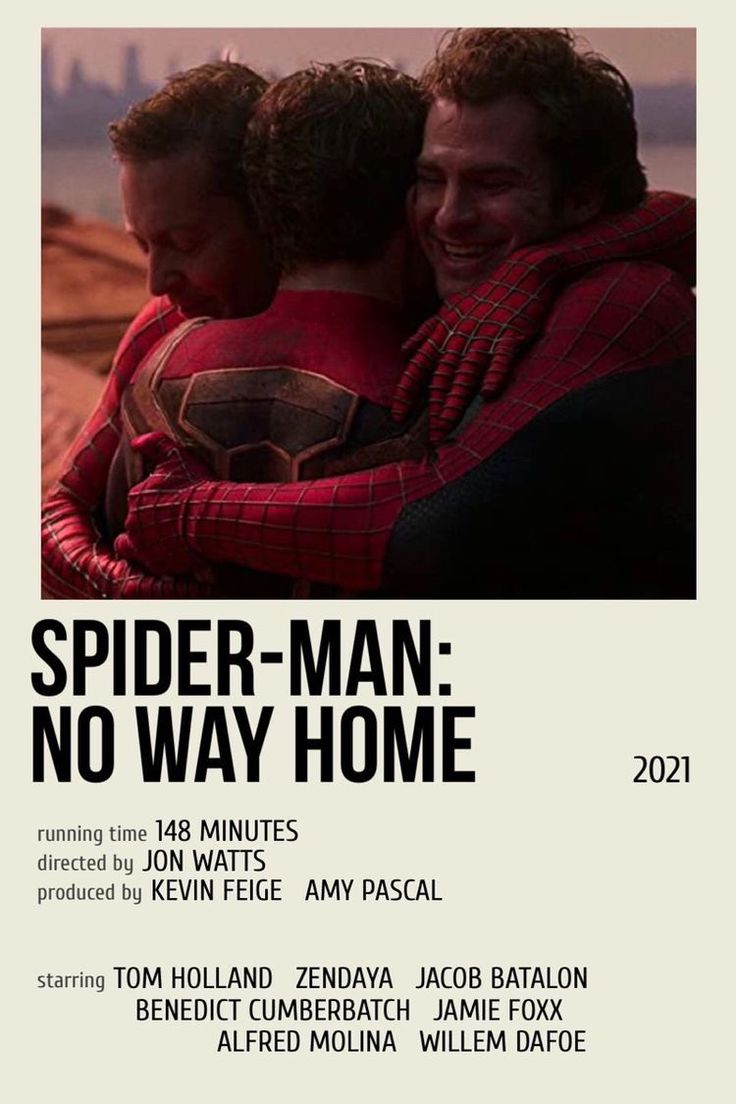 SPIDER-MAN:
NO WAY HOME
2021
running time 148 MINUTES
directed by JON WATTS
produced by KEVIN FEIGE AMY PASCAL
starring TOM HOLLAND ZENDAYA JACOB BATALON
BENEDICT CUMBERBATCH JAMIE FOXX
ALFRED MOLINA WILLEM DAFOE